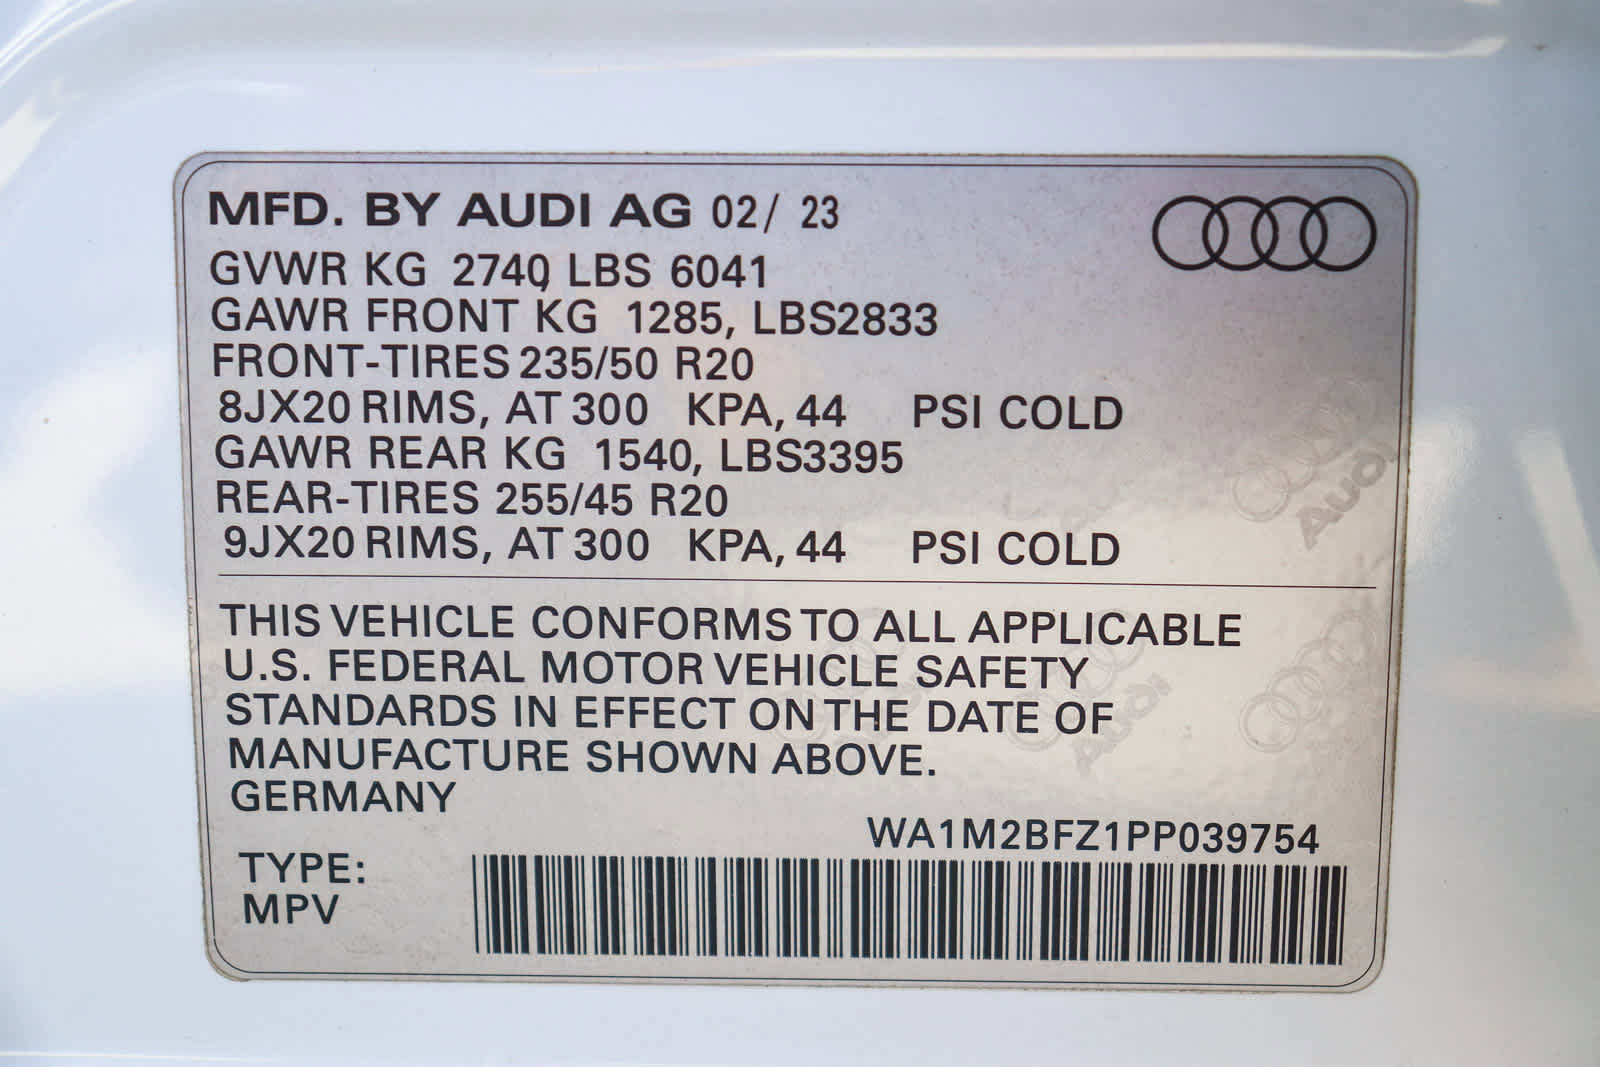 MFD. BY AUDI AG 02/ 23
GVWR KG 2740, LBS 6041
GAWR FRONT KG 1285, LBS2833
FRONT-TIRES 235/50 R20
8JX20 RIMS, AT 300 KPA, 44 PSI COLD
GAWR REAR KG 1540, LBS3395
REAR-TIRES 255/45 R20
9JX20 RIMS, AT 300 KPA, 44 PSI COLD
THIS VEHICLE CONFORMS TO ALL APPLICABLE
U.S. FEDERAL MOTOR VEHICLE SAFETY
STANDARDS IN EFFECT ON THE DATE OF
MANUFACTURE SHOWN ABOVE.
GERMANY
WA1M2BFZ1PP039754
TYPE:
MPV
Audi
Audi